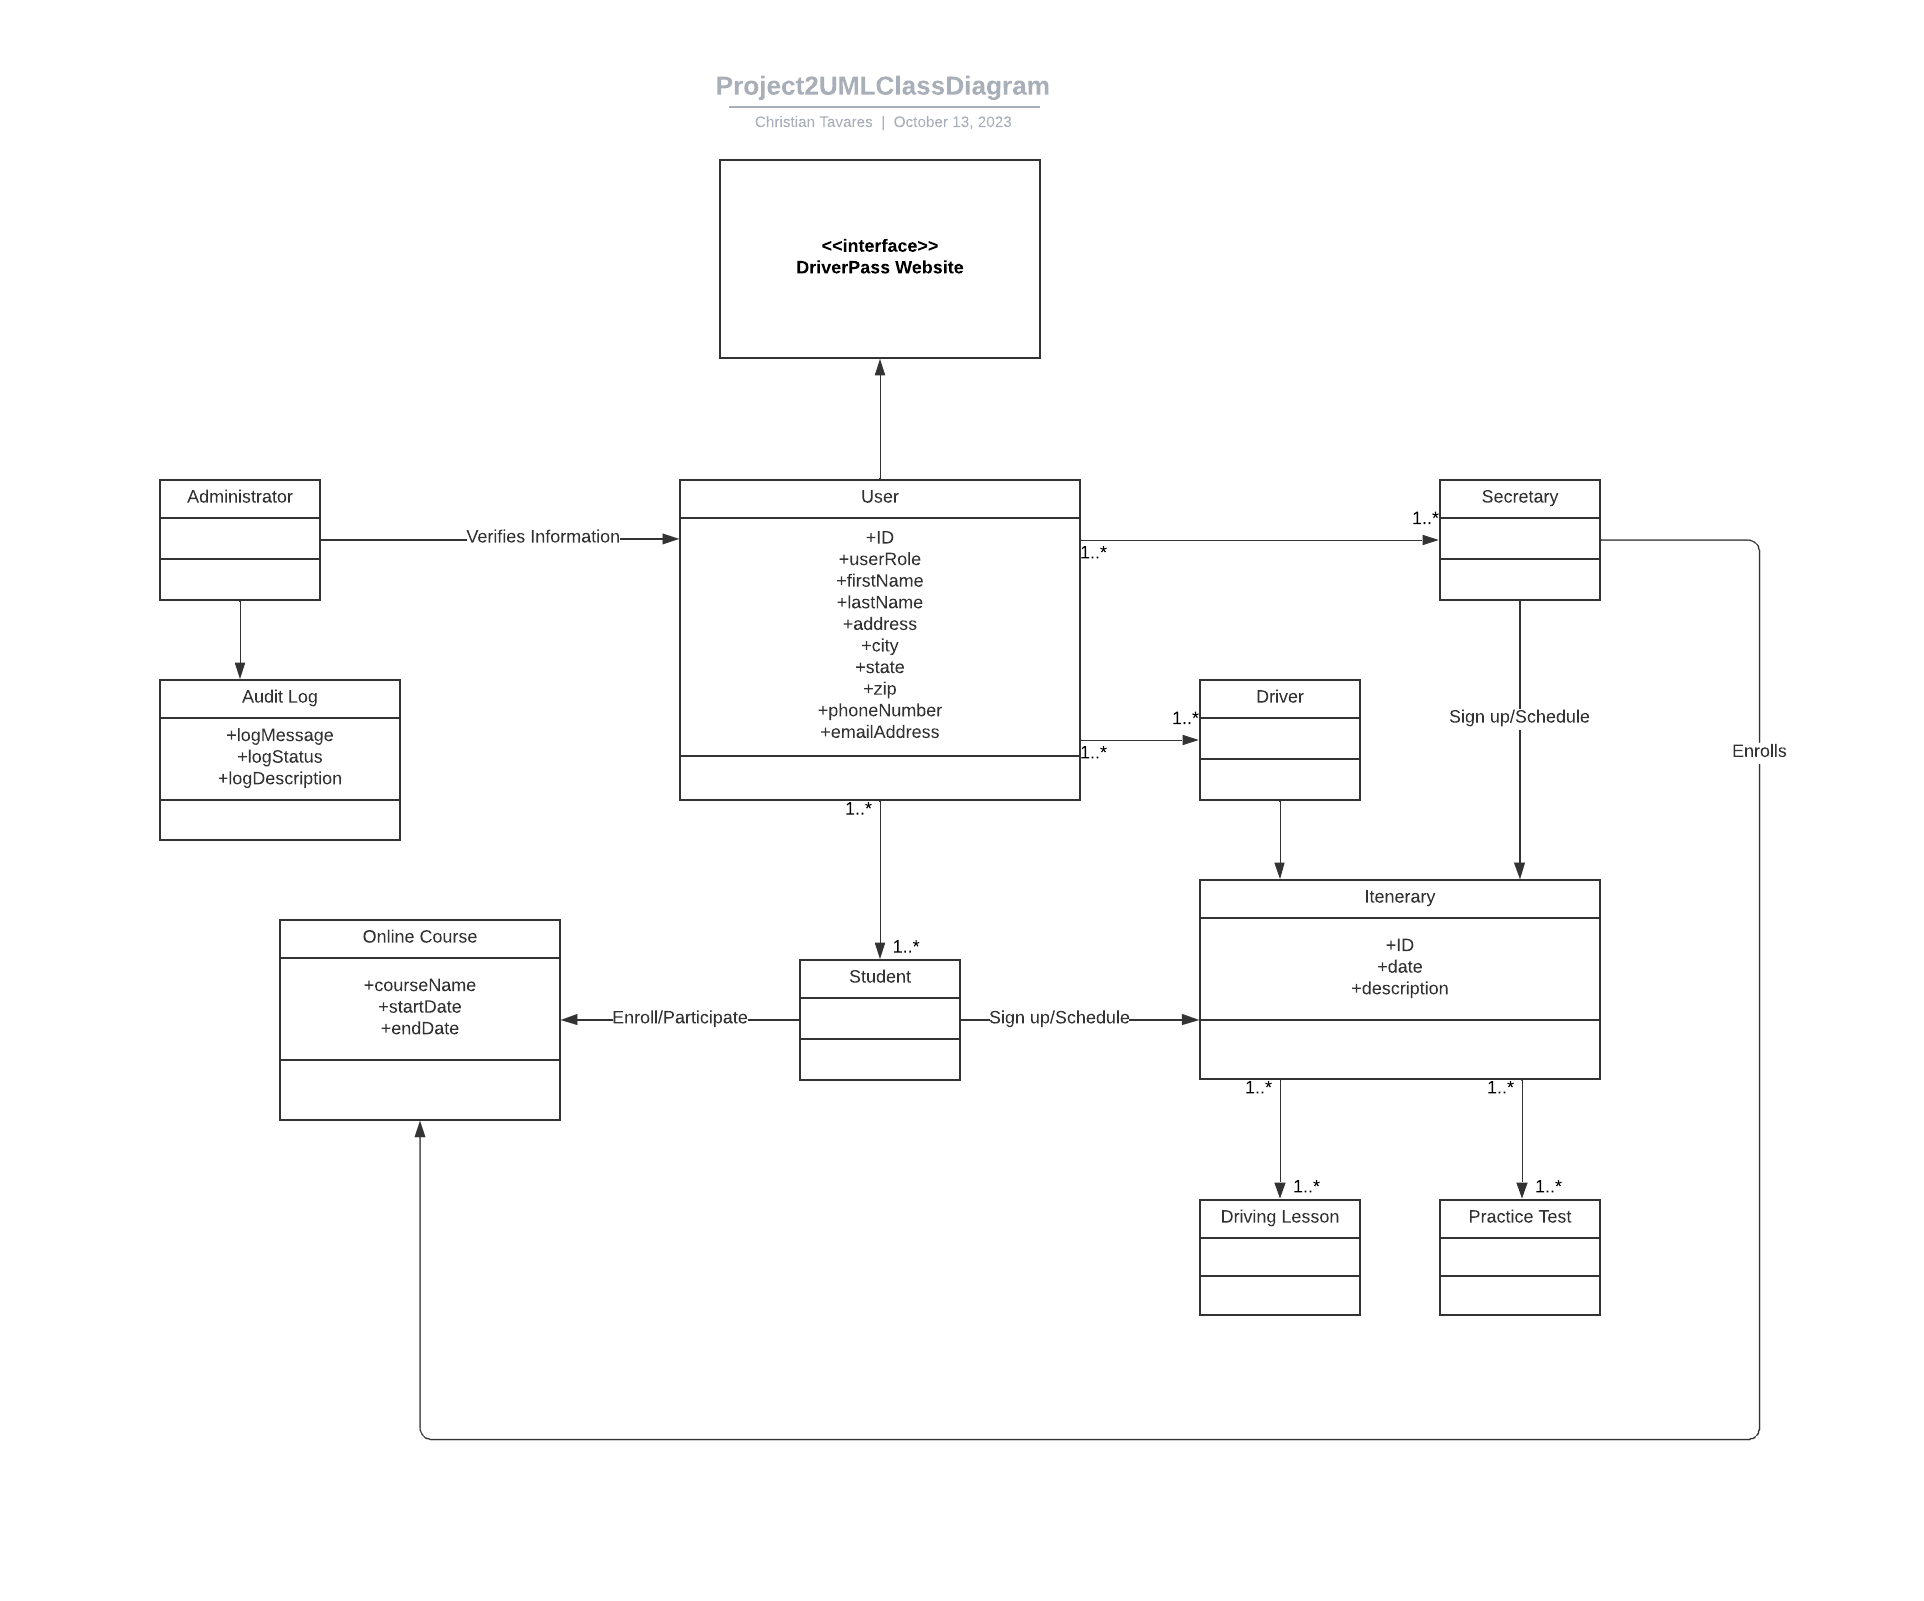 Project2UMLClassDiagram
Christian Tavares | October 13, 2023
<<interface>>
DriverPass Website
Administrator
Verifies Information
User
+ID
+userRole
+firstName
+lastName
+address
+city
+state
+zip
+phoneNumber
+emailAddress
1..*
1..*
Secretary
Audit Log
+logMessage
+logStatus
+logDescription
1..*
1..*
Driver
Sign up/Schedule
Enrolls
1..*
1..*
Itenerary
+ID
+date
+description
Online Course
+courseName
+startDate
+endDate
Enroll/Participate
Student
Sign up/Schedule
1..*
1..*
1..*
1..*
Driving Lesson
Practice Test